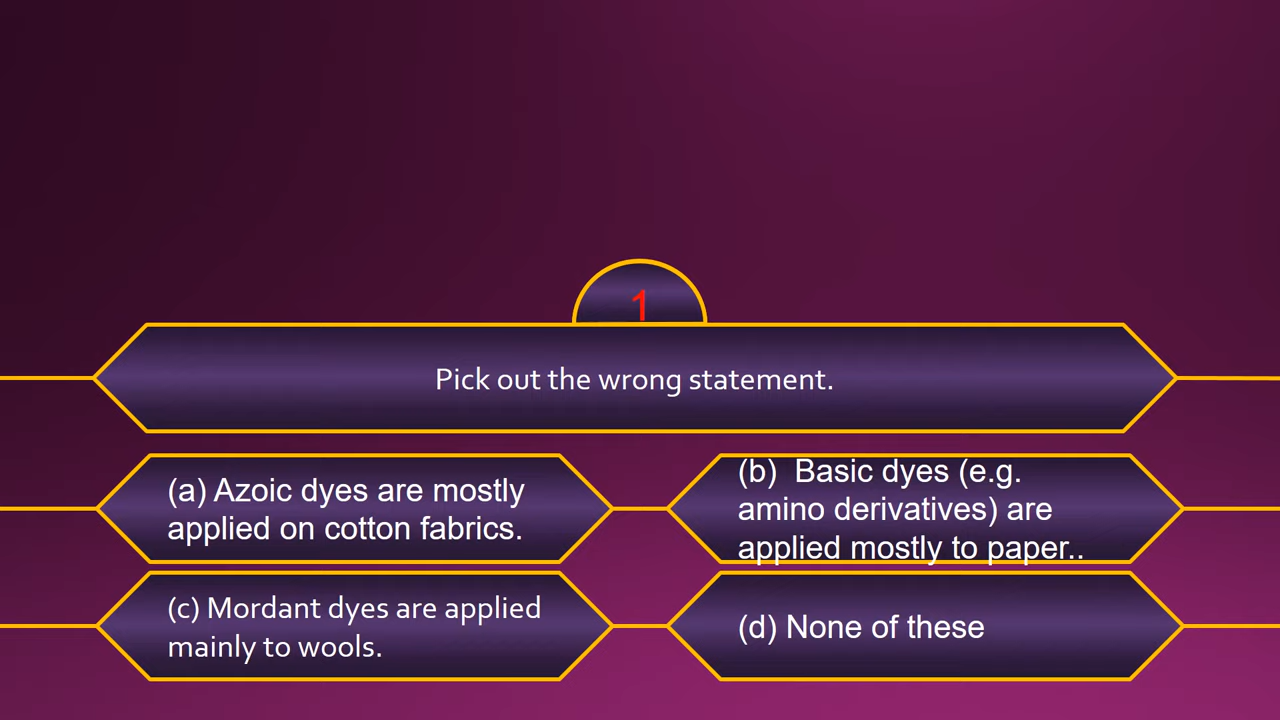 1
Pick out the wrong statement.
(a) Azoic dyes are mostly
applied on cotton fabrics.
(b)  Basic dyes (e.g.
amino derivatives) are
applied mostly to paper..
(c) Mordant dyes are applied
mainly to wools.
(d) None of these